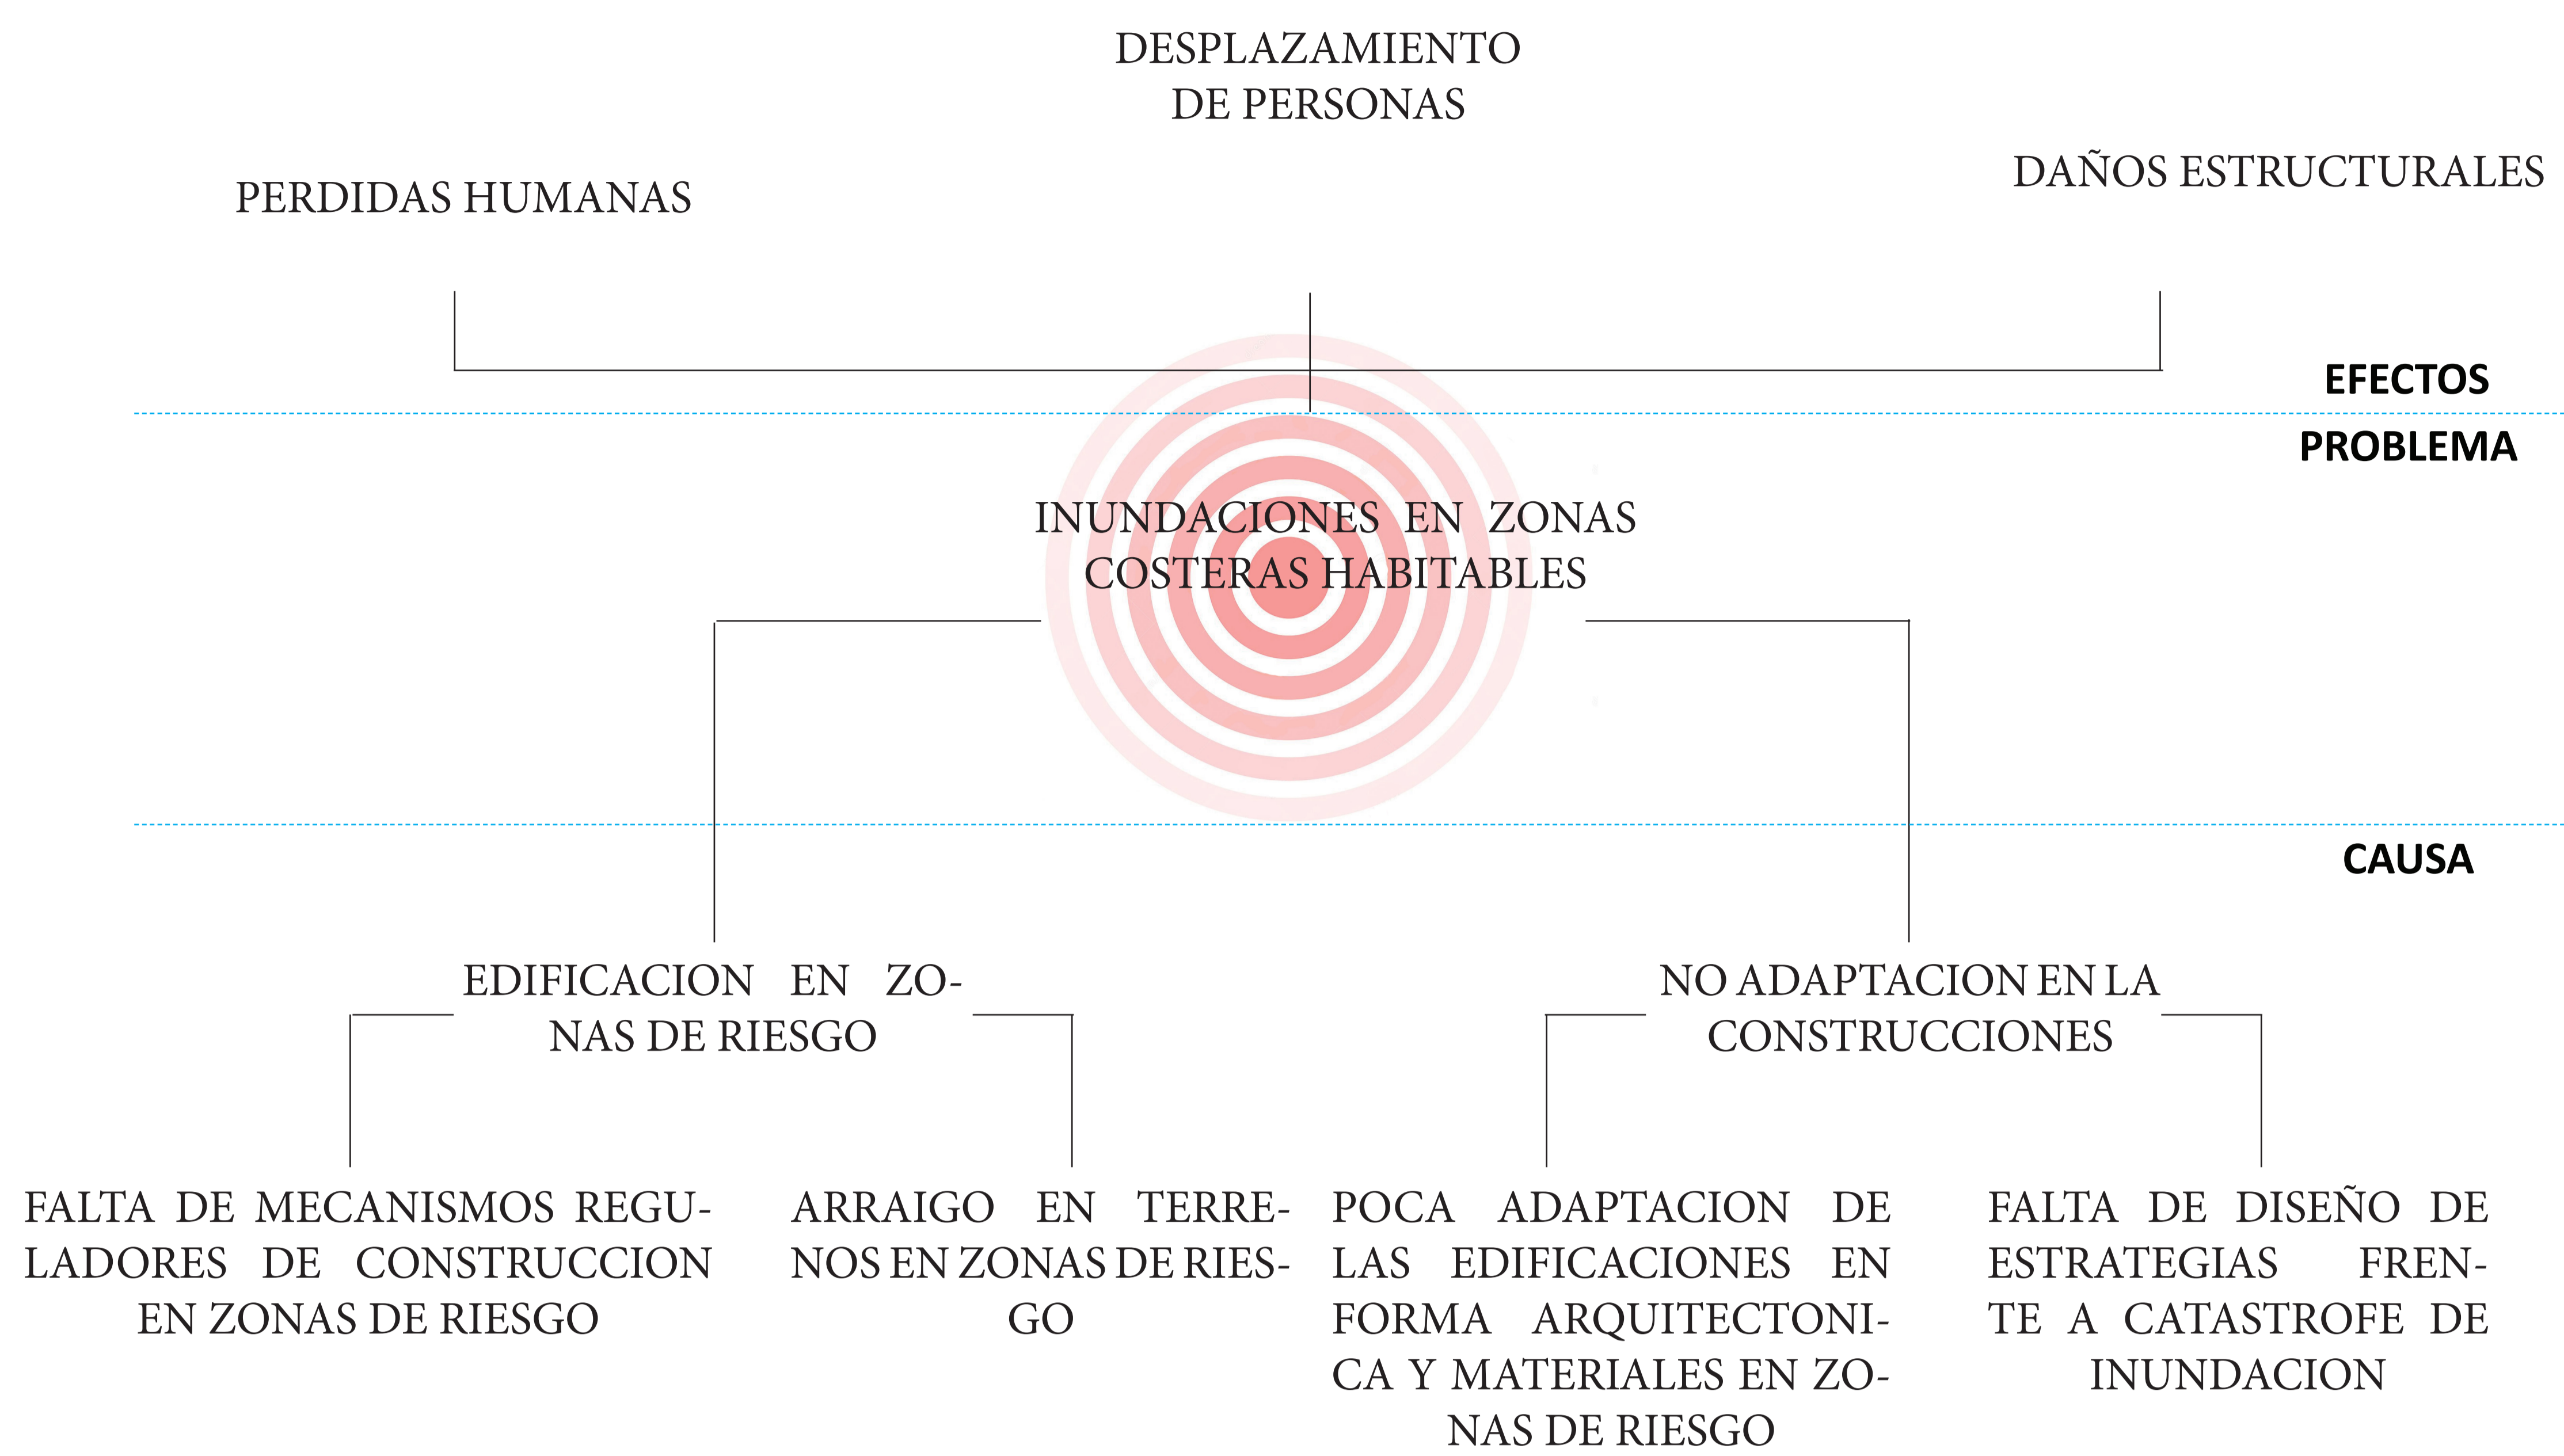 DESPLAZAMIENTO
DE PERSONAS
PERDIDAS HUMANAS
DAÑOS ESTRUCTURALES
EFECTOS
PROBLEMA
INUNDACIONES EN ZONAS
COSTERAS HABITABLES
CAUSA
EDIFICACION EN ZO-
NAS DE RIESGO
NO ADAPTACION EN LA
CONSTRUCCIONES
FALTA DE MECANISMOS REGU-
LADORES DE CONSTRUCCION
EN ZONAS DE RIESGO
ARRAIGO EN TERRE-
NOS EN ZONAS DE RIES-
GO
POCA ADAPTACION DE
LAS EDIFICACIONES EN
FORMA ARQUITECTONI-
CA Y MATERIALES EN ZO-
NAS DE RIESGO
FALTA DE DISEÑO DE
ESTRATEGIAS FREN-
TE A CATASTROFE DE
INUNDACION